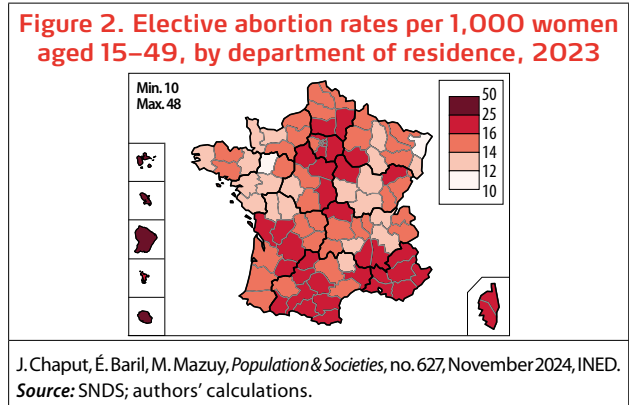 Figure 2. Elective abortion rates per 1,000 women
aged 15–49, by department of residence, 2023
Min. 10
Max. 48
50
25
16
14
12
10
J. Chaput, É. Baril, M. Mazuy, Population & Societies, no. 627, November 2024, INED.
Source: SNDS; authors’ calculations.